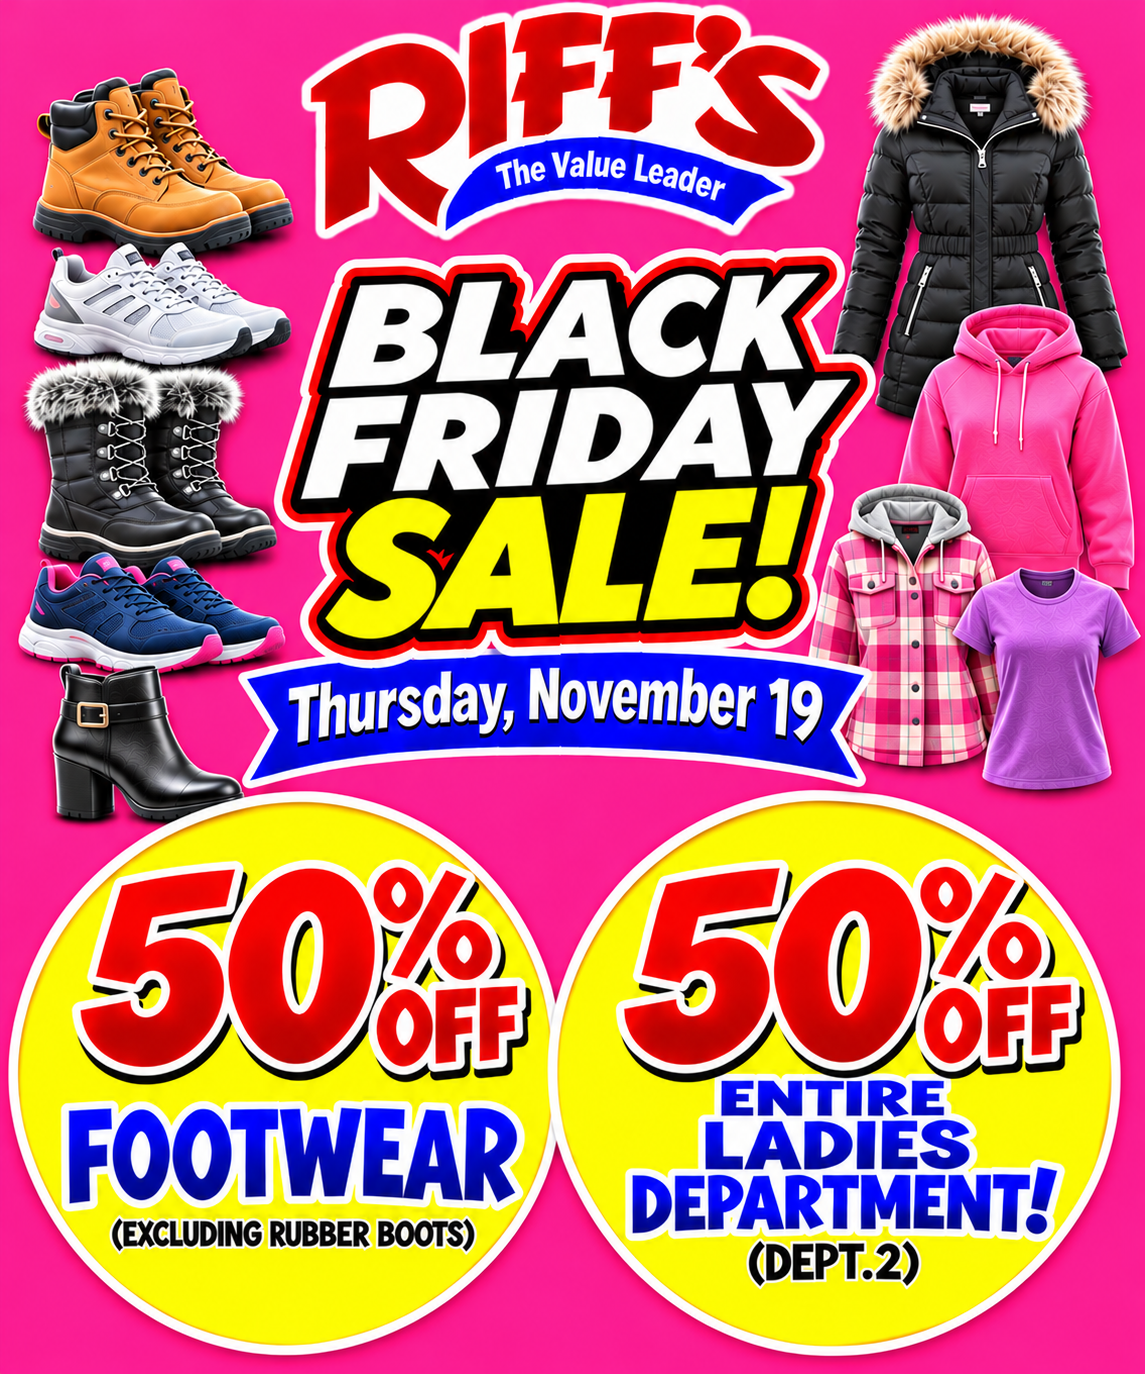 RIFF'S
The Value Leader
BLACK
FRIDAY
SALE!
Thursday, November 19
50% OFF
FOOTWEAR
(EXCLUDING RUBBER BOOTS)
50% OFF
ENTIRE
LADIES
DEPARTMENT!
(DEPT.2)